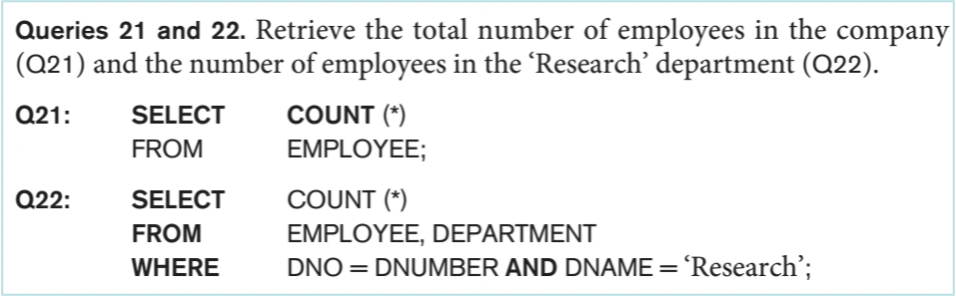 Queries 21 and 22. Retrieve the total number of employees in the company
(Q21) and the number of employees in the ‘Research’ department (Q22).
Q21: SELECT COUNT (*)
FROM EMPLOYEE;
Q22: SELECT COUNT (*)
FROM EMPLOYEE, DEPARTMENT
WHERE DNO = DNUMBER AND DNAME = ‘Research’;